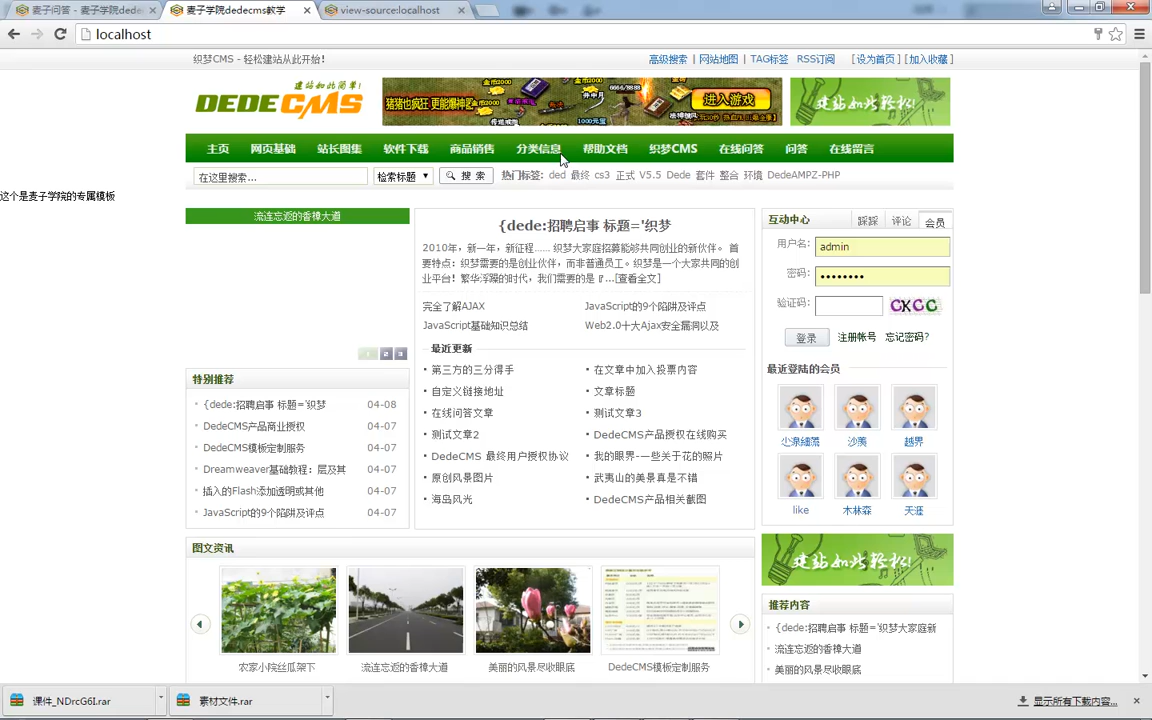 麦子问答 - 麦子学院dede
麦子学院dedecms教学
view-source:localhost
localhost
织梦CMS - 轻松建站从此开始！
高级搜索 | 网站地图 | TAG标签 RSS订阅 [设为首页] [加入收藏]
建站如此简单!
DEDECMS
猪猪也疯狂,更能爆神匹
进入游戏
建站如此轻松!
主页 网页基础 站长图集 软件下载 商品销售 分类信息 帮助文档 织梦CMS 在线问答 问答 在线留言
在这里搜索... 检索标题 搜 索 热门标签: ded 最终 cs3 正式 V5.5 Dede 套件 整合 环境 DedeAMPZ-PHP
这个是麦子学院的专属模板
流连忘返的香樟大道
1 2 3
特别推荐
{dede:招聘启事 标题='织梦 04-08
DedeCMS产品商业授权 04-07
DedeCMS模板定制服务 04-07
Dreamweaver基础教程：层及其 04-07
插入的Flash添加透明或其他 04-07
JavaScript的9个陷阱及评点 04-07
{dede:招聘启事 标题='织梦
2010年，新一年，新征程…… 织梦大家庭招募能够共同创业的新伙伴。 首
要特点：织梦需要的是创业伙伴，而非普通员工。织梦是一个大家共同的创
业平台！繁华浮躁的时代，我们需要的是『...[查看全文]
完全了解AJAX JavaScript的9个陷阱及评点
JavaScript基础知识总结 Web2.0十大Ajax安全漏洞以及
最近更新
第三方的三分得手 在文章中加入投票内容
自定义链接地址 文章标题
在线问答文章 测试文章3
测试文章2 DedeCMS产品授权在线购买
DedeCMS 最终用户授权协议 我的眼界-一些关于花的照片
原创风景图片 武夷山的美景真是不错
海岛风光 DedeCMS产品相关截图
互动中心 踩踩 评论 会员
用户名: admin
密码: ••••••••
验证码: CKCC
登录 注册帐号 忘记密码?
最近登陆的会员
沙莬 越界
like 木林森 天涯
建站如此轻松!
图文资讯
农家小院丝瓜架下 流连忘返的香樟大道 美丽的风景尽收眼底 DedeCMS模板定制服务
推荐内容
{dede:招聘启事 标题='织梦大家庭新
流连忘返的香樟大道
美丽的风景尽收眼底
课件_NDrcG6I.rar 素材文件.rar 显示所有下载内容...